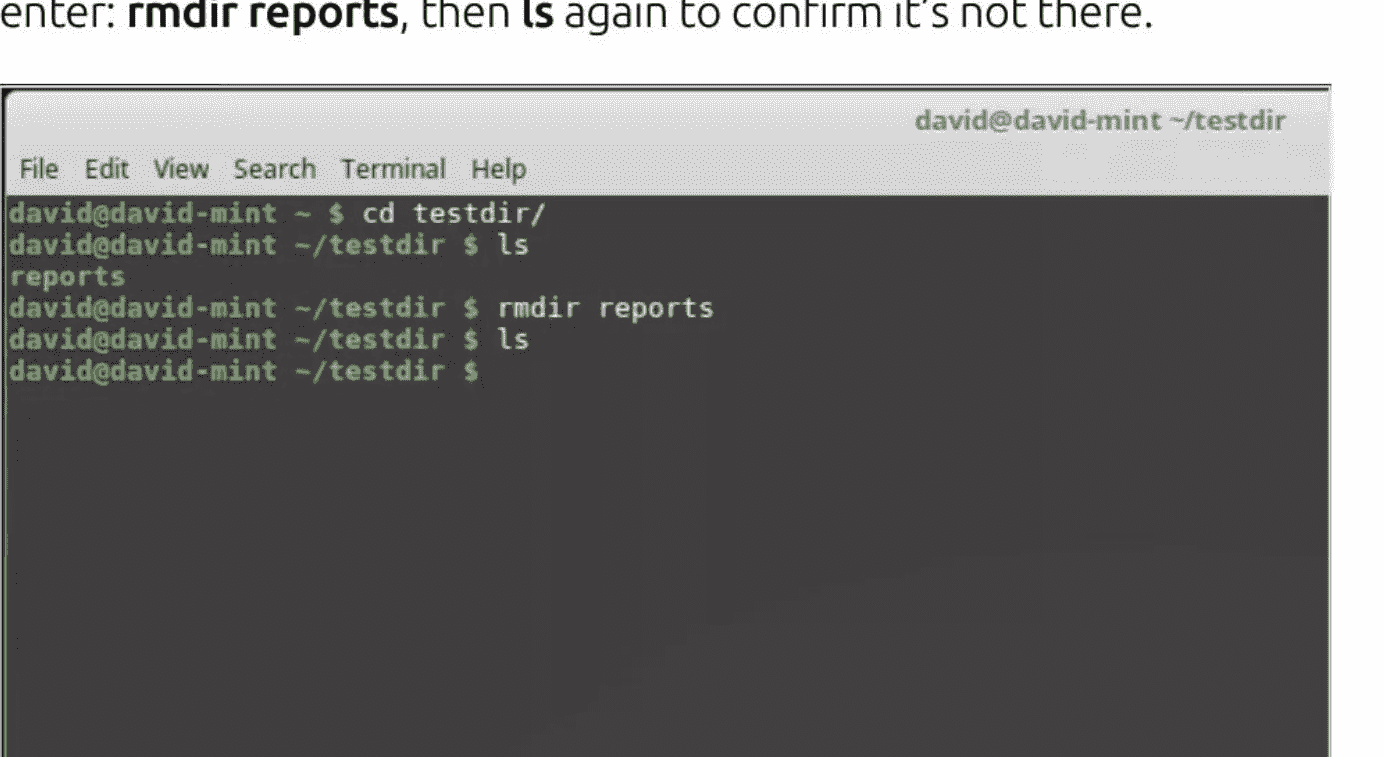 enter: rmdir reports, then ls again to confirm it's not there.
david@david-mint ~/testdir
File Edit View Search Terminal Help
david@david-mint ~ $ cd testdir/
david@david-mint ~/testdir $ ls
reports
david@david-mint ~/testdir $ rmdir reports
david@david-mint ~/testdir $ ls
david@david-mint ~/testdir $